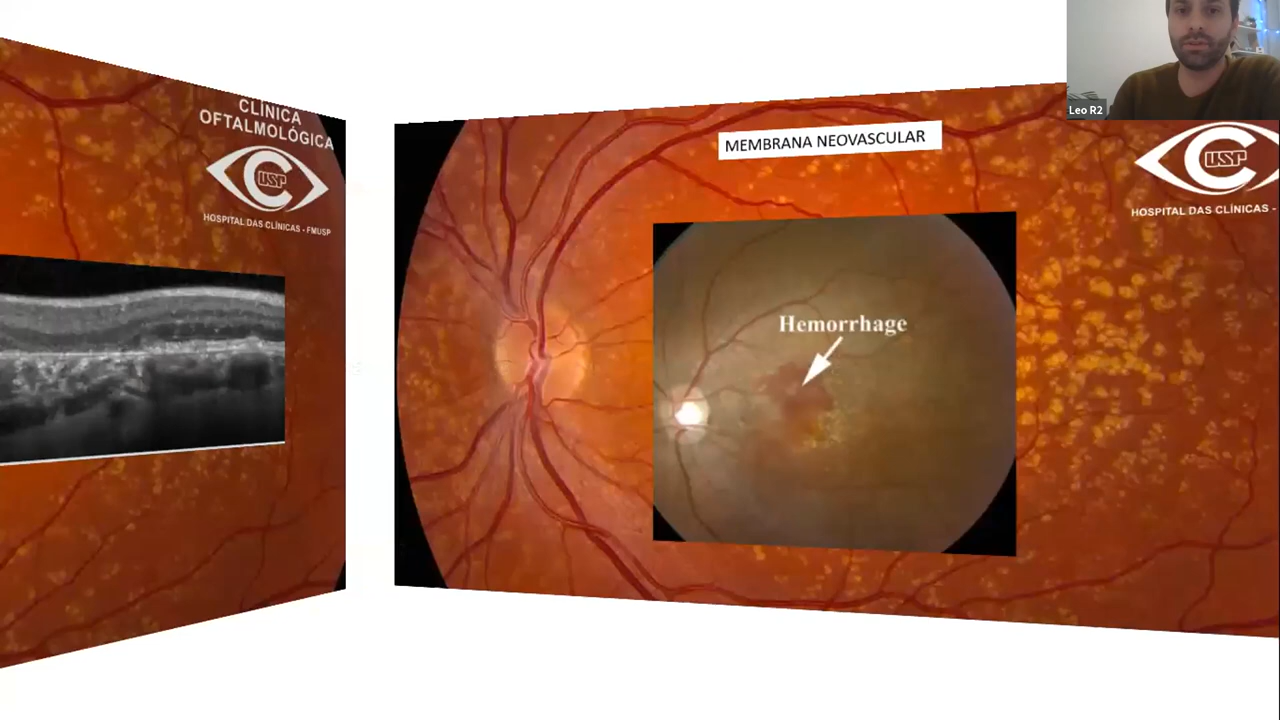 CLÍNICA
OFTALMOLÓGICA
USP
HOSPITAL DAS CLÍNICAS - FMUSP
MEMBRANA NEOVASCULAR
Hemorrhage
Leo R2
USP
HOSPITAL DAS CLÍNICAS -